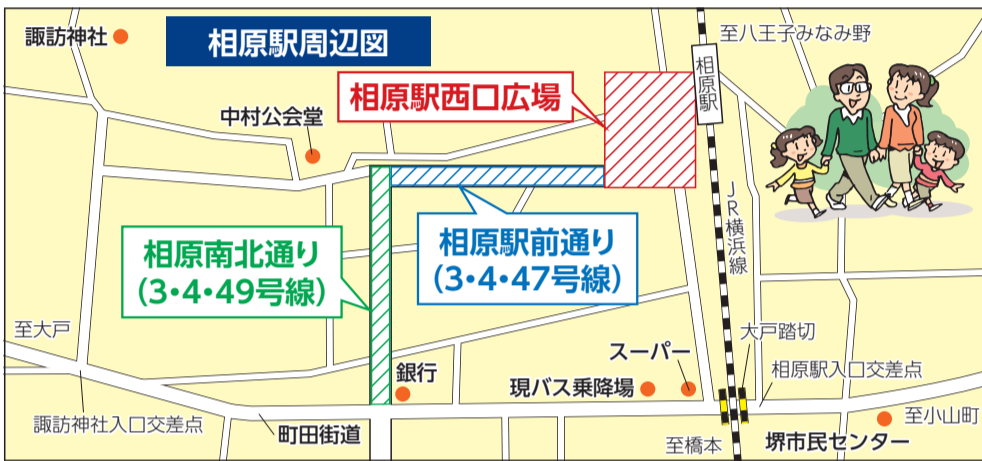 諏訪神社
相原駅周辺図
至八王子みなみ野
相原駅
相原駅西口広場
中村公会堂
JR横浜線
相原南北通り
(3・4・49号線)
相原駅前通り
(3・4・47号線)
至大戸
大戸踏切
スーパー
相原駅入口交差点
銀行
現バス乗降場
諏訪神社入口交差点
町田街道
至橋本
堺市民センター
至小山町